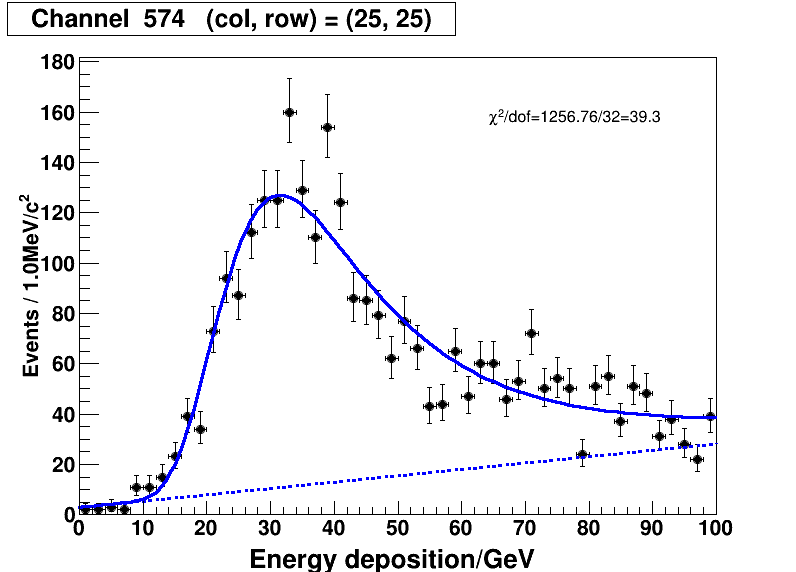 Channel 574 (col, row) = (25, 25)
180
160
140
120
100
80
60
40
20
0
Events / 1.0MeV/c²
χ²/dof=1256.76/32=39.3
0 10 20 30 40 50 60 70 80 90 100
Energy deposition/GeV